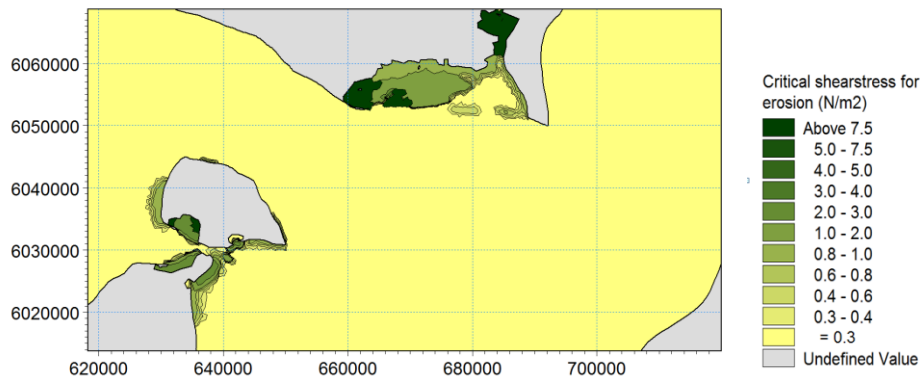 6060000
6050000
6040000
6030000
6020000
620000 640000 660000 680000 700000
Critical shearstress for
erosion (N/m2)
Above 7.5
5.0 - 7.5
4.0 - 5.0
3.0 - 4.0
2.0 - 3.0
1.0 - 2.0
0.8 - 1.0
0.6 - 0.8
0.4 - 0.6
0.3 - 0.4
= 0.3
Undefined Value